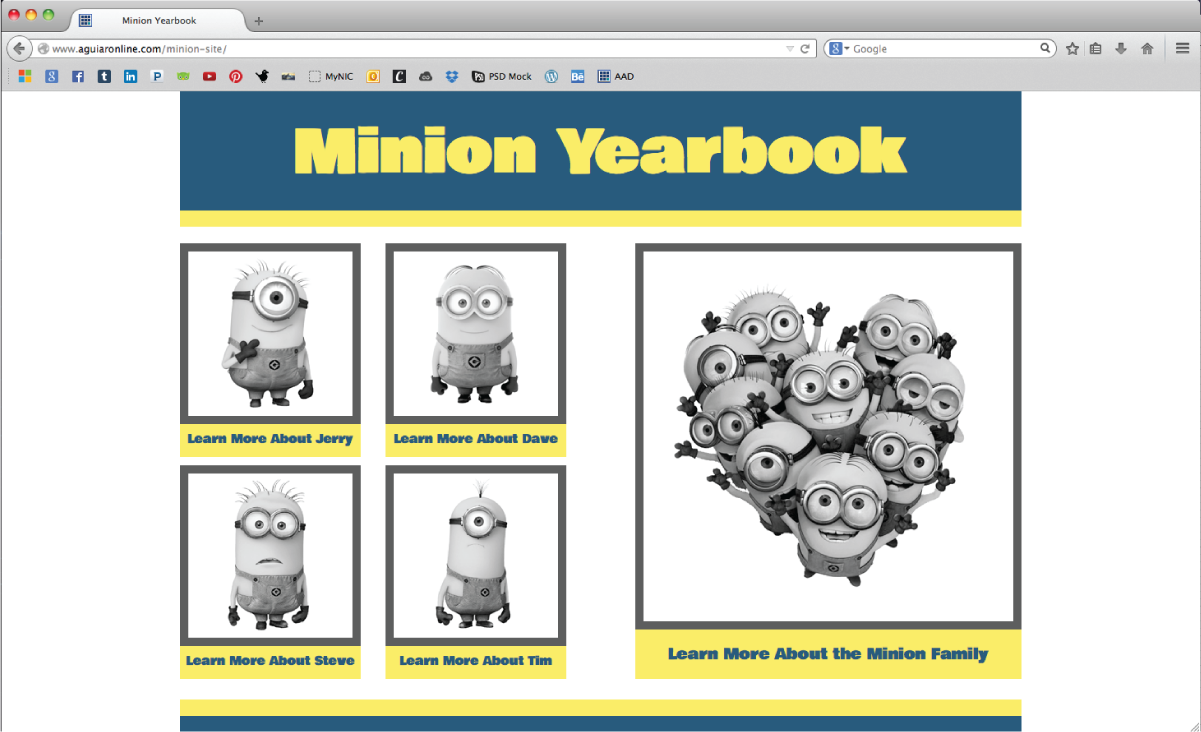 Minion Yearbook
www.aguiaronline.com/minion-site/
Google
MyNIC
PSD Mock
AAD
Minion Yearbook
Learn More About Jerry
Learn More About Dave
Learn More About Steve
Learn More About Tim
Learn More About the Minion Family